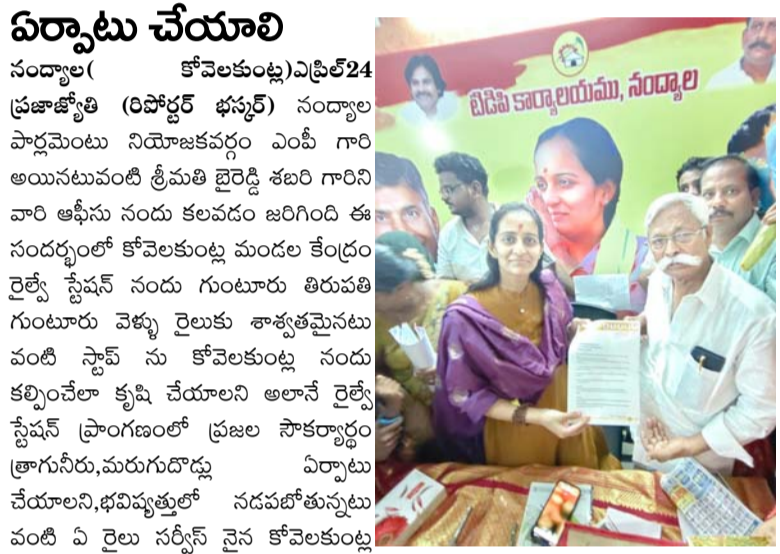 ఏర్పాటు చేయాలి
నంద్యాల( కోవెలకుంట్ల)ఎప్రిల్24
ప్రజాజ్యోతి (రిపోర్టర్ భస్కర్) నంద్యాల
పార్లమెంటు నియోజకవర్గం ఎంపీ గారి
అయినటువంటి శ్రీమతి బైరెడ్డి శబరి గారిని
వారి ఆఫీసు నందు కలవడం జరిగింది ఈ
సందర్భంలో కోవెలకుంట్ల మండల కేంద్రం
రైల్వే స్టేషన్ నందు గుంటూరు తిరుపతి
గుంటూరు వెళ్ళు రైలుకు శాశ్వతమైనటు
వంటి స్టాప్ ను కోవెలకుంట్ల నందు
కల్పించేలా కృషి చేయాలని అలానే రైల్వే
స్టేషన్ ప్రాంగణంలో ప్రజల సౌకర్యార్థం
త్రాగునీరు,మరుగుదొడ్లు ఏర్పాటు
చేయాలని,భవిష్యత్తులో నడపబోతున్నటు
వంటి ఏ రైలు సర్వీస్ నైన కోవెలకుంట్ల
టిడిపి కార్యాలయము, నంద్యాల